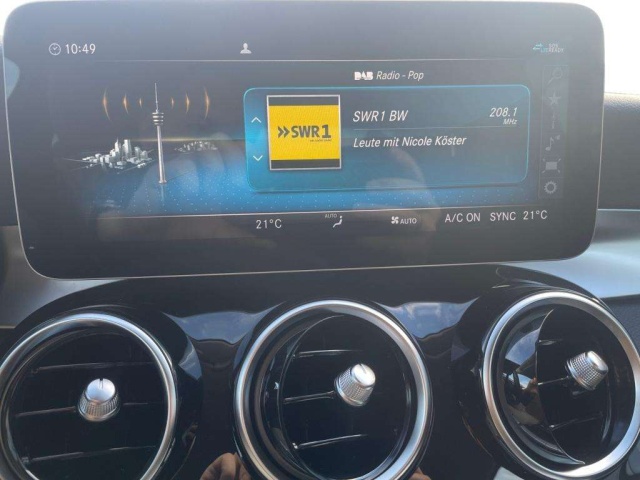 10:49
DAB Radio - Pop
SWR1 BW 208.1
MHz
»SWR1
Leute mit Nicole Köster
AUTO
21°C AUTO A/C ON SYNC 21°C